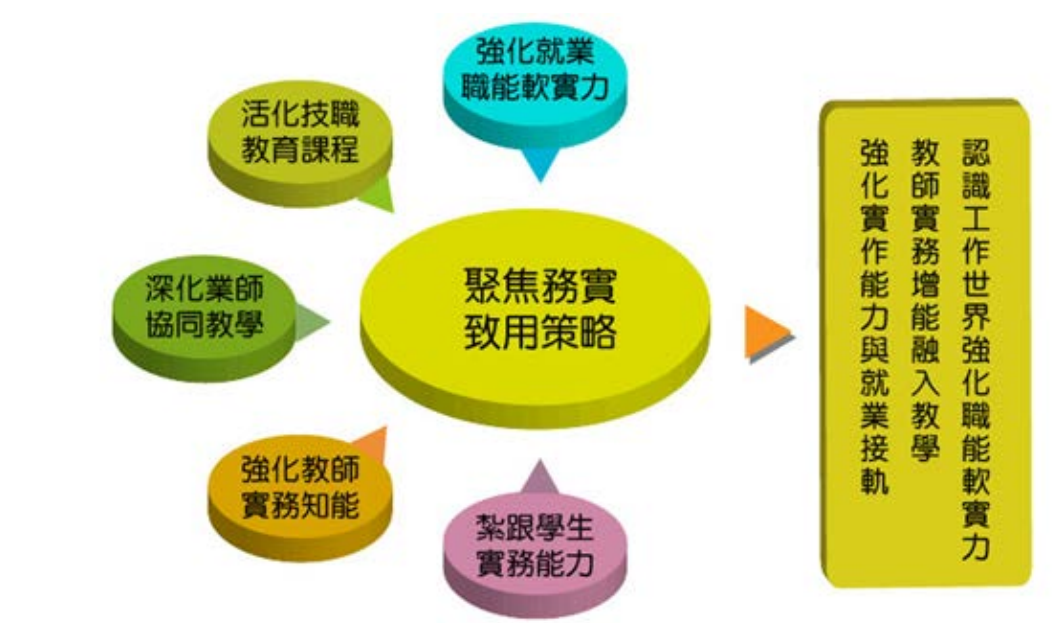 強化就業
職能軟實力
活化技職
教育課程
深化業師
協同教學
強化教師
實務知能
紮跟學生
實務能力
聚焦務實
致用策略
認識工作世界強化職能軟實力
教師實務增能融入教學
強化實作能力與就業接軌